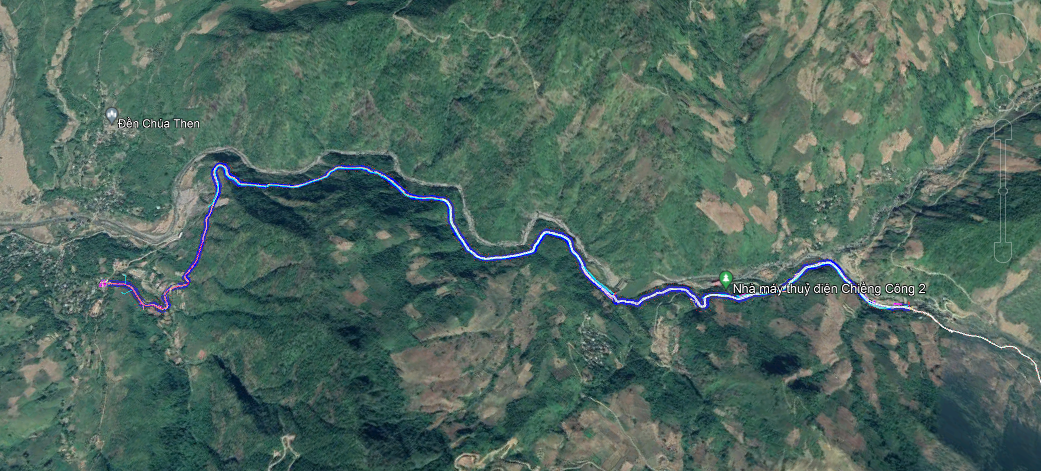 Đền Chúa Then
Nhà máy thuỷ điện Chiềng Công 2